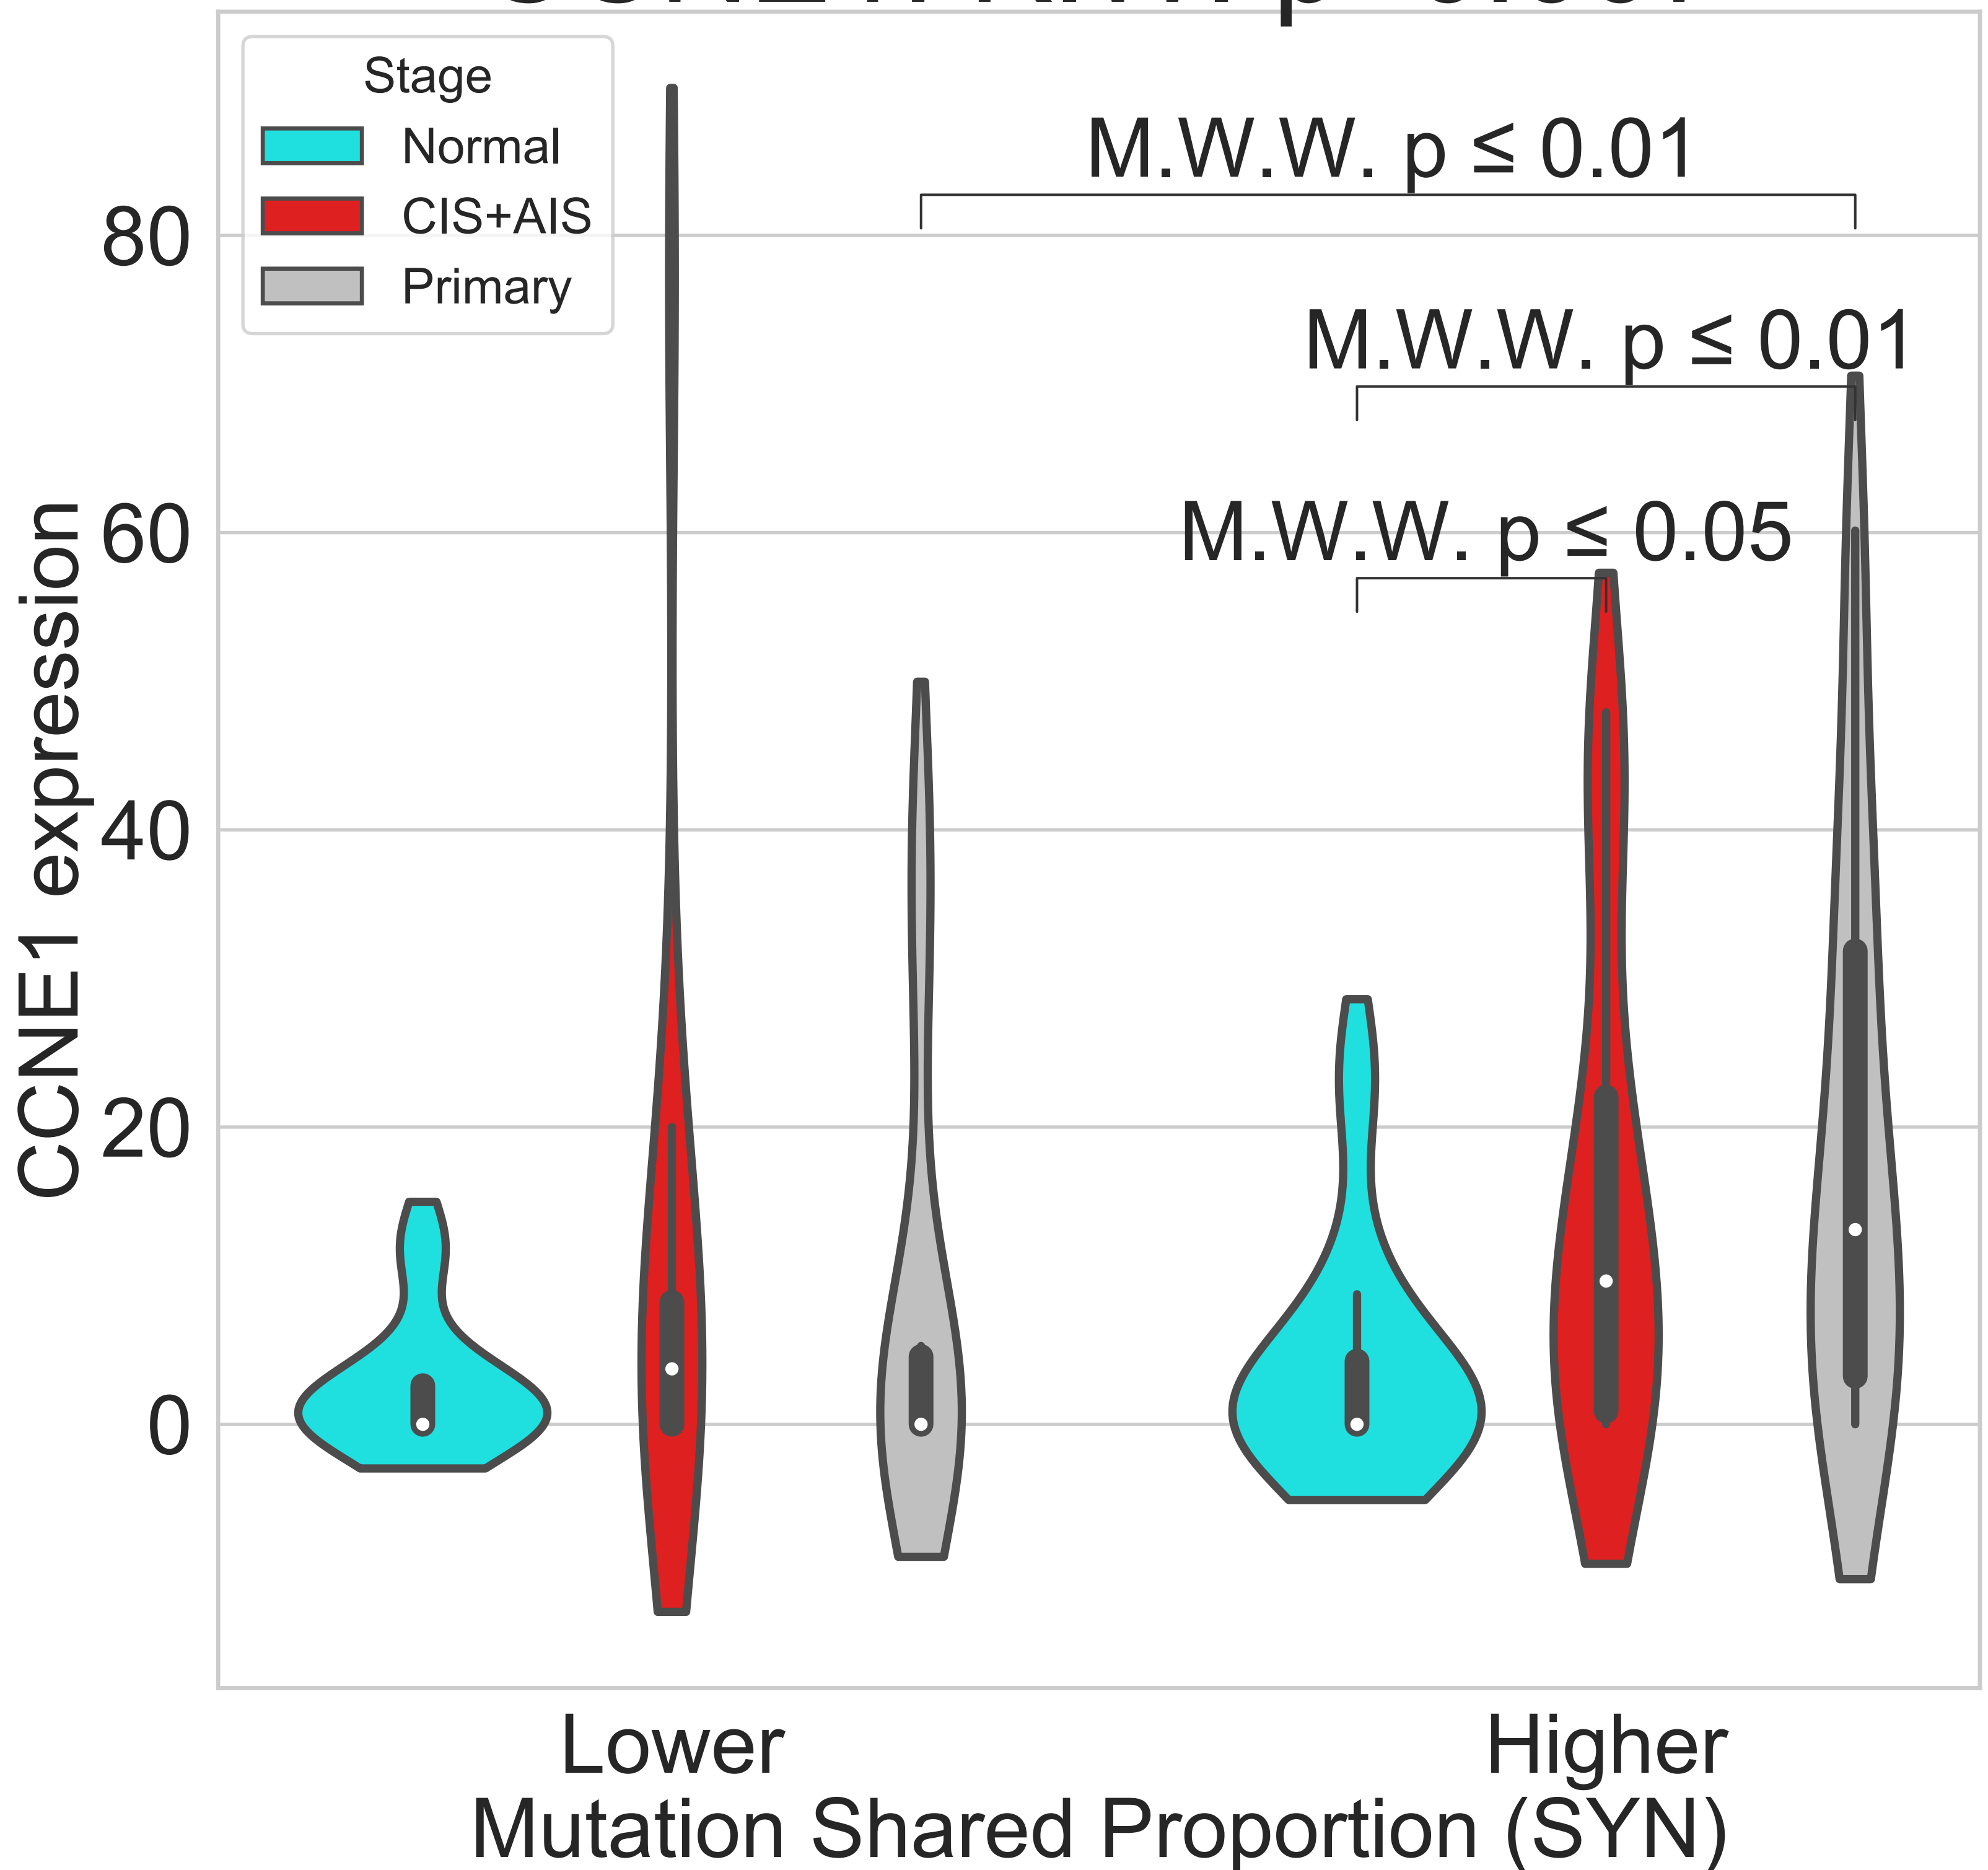 Stage
Normal
CIS+AIS
Primary
M.W.W. p ≤ 0.01
M.W.W. p ≤ 0.01
M.W.W. p ≤ 0.05
80
60
40
20
0
CCNE1 expression
Lower
Higher
Mutation Shared Proportion (SYN)